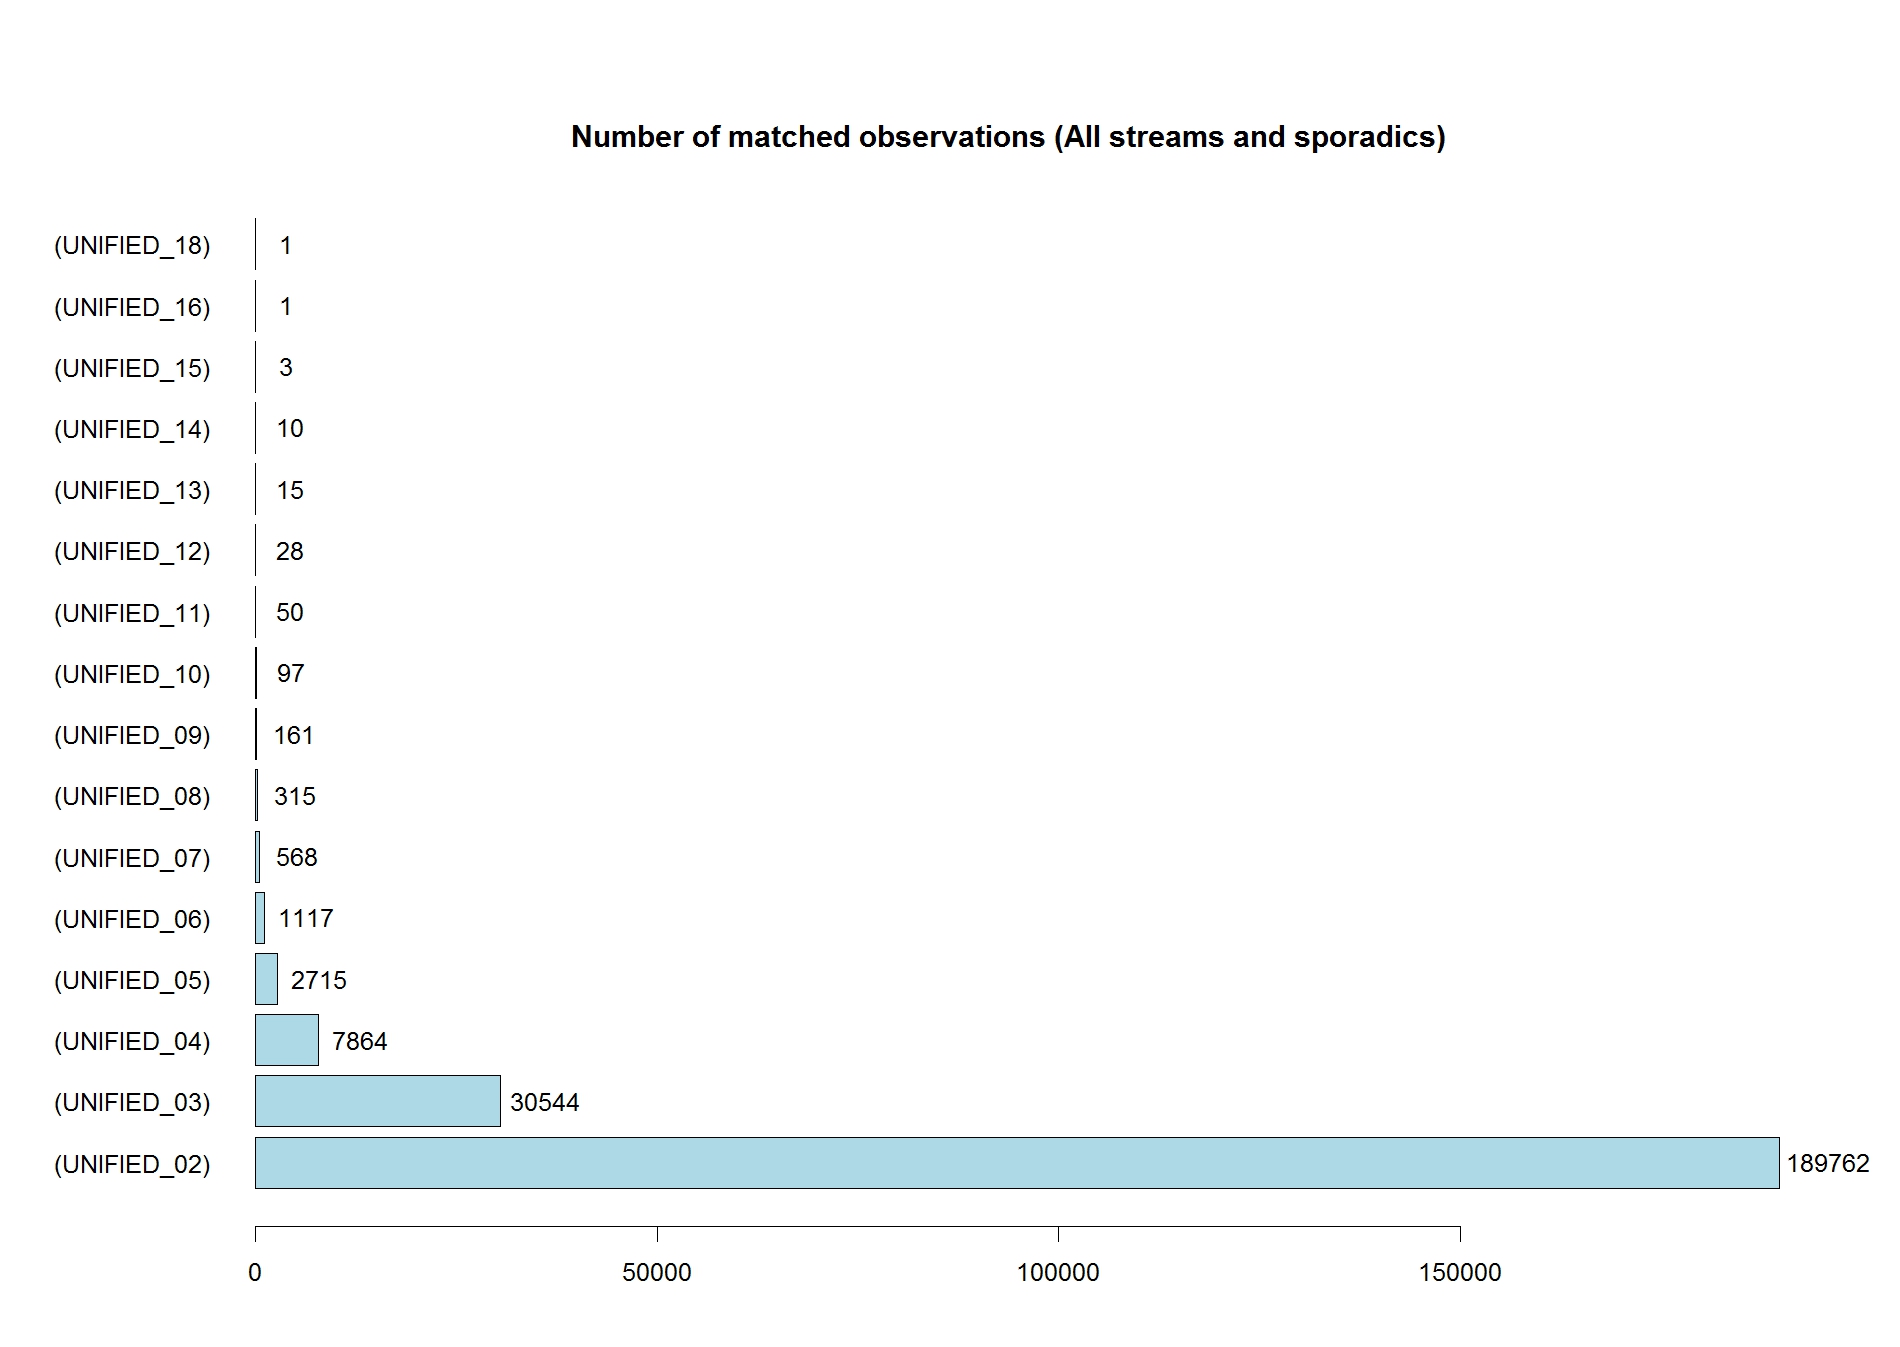 Number of matched observations (All streams and sporadics)
(UNIFIED_18) 1
(UNIFIED_16) 1
(UNIFIED_15) 3
(UNIFIED_14) 10
(UNIFIED_13) 15
(UNIFIED_12) 28
(UNIFIED_11) 50
(UNIFIED_10) 97
(UNIFIED_09) 161
(UNIFIED_08) 315
(UNIFIED_07) 568
(UNIFIED_06) 1117
(UNIFIED_05) 2715
(UNIFIED_04) 7864
(UNIFIED_03) 30544
(UNIFIED_02) 189762
0 50000 100000 150000